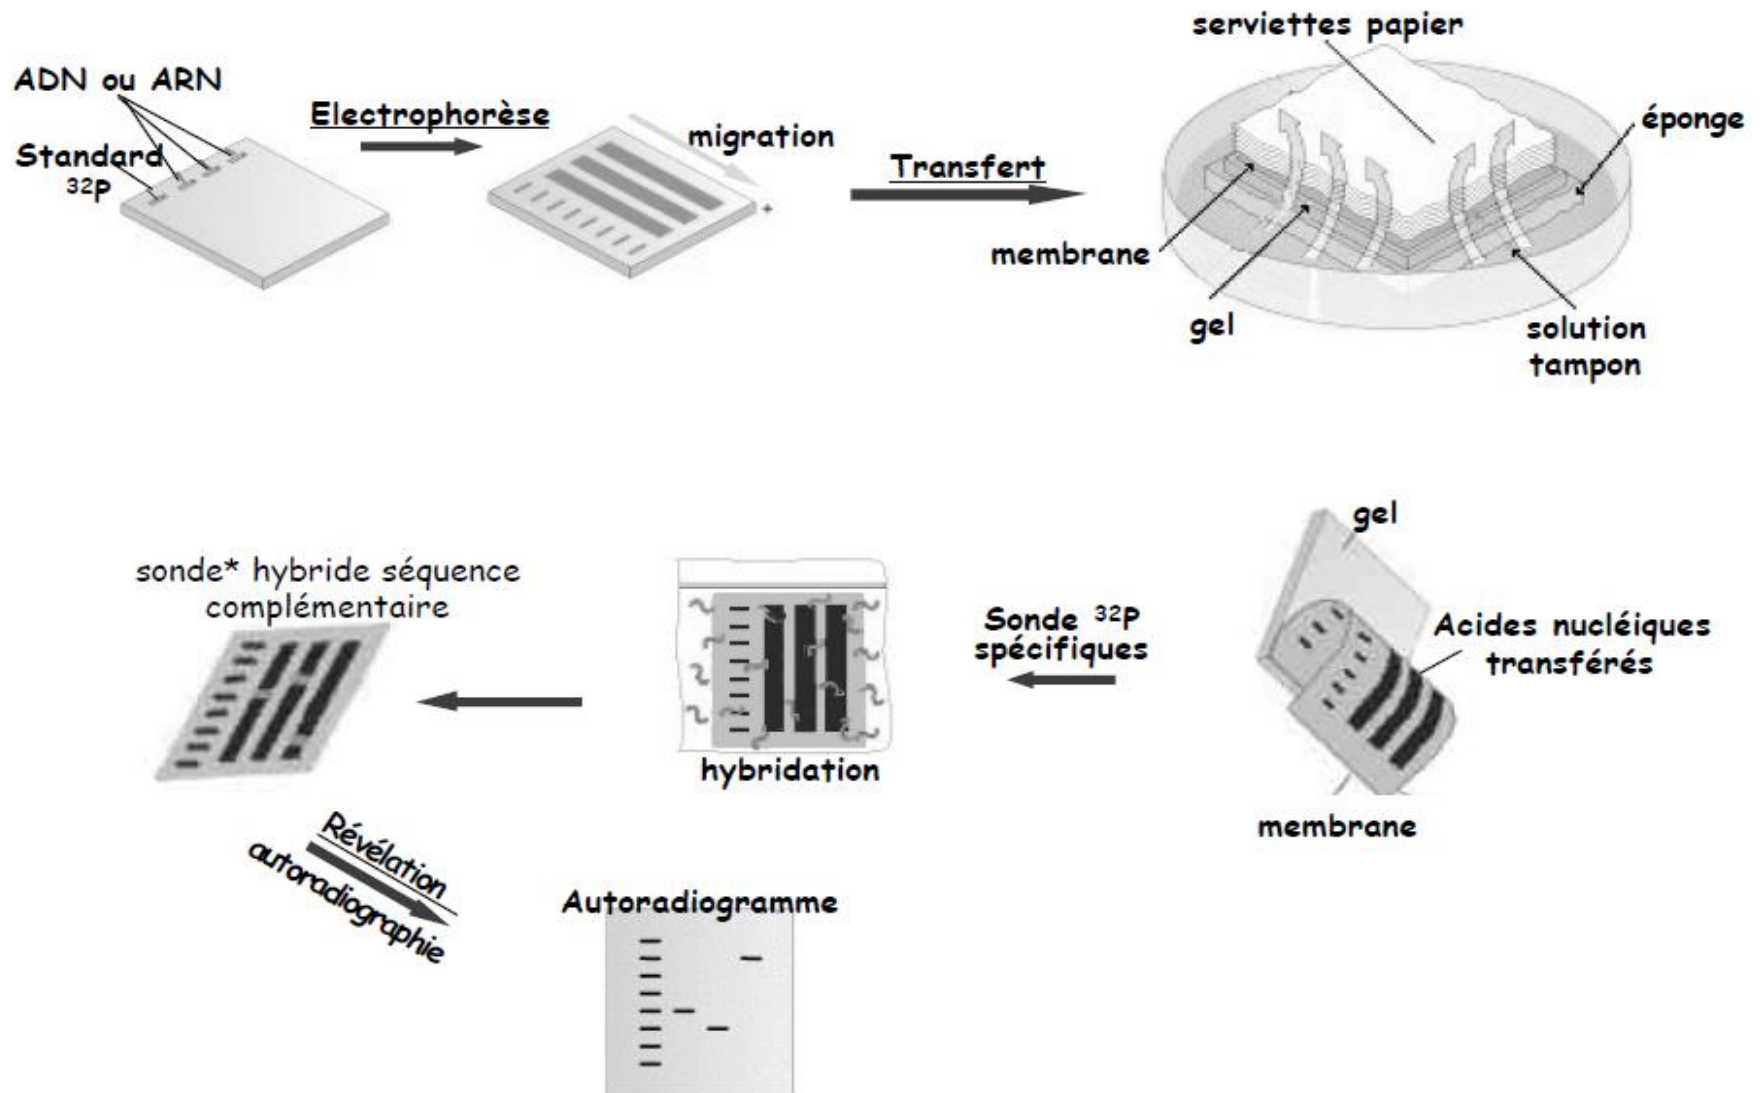 serviettes papier
ADN ou ARN
Electrophorèse
éponge
migration
Standard
32P
Transfert
+
membrane
gel
solution
tampon
gel
sonde* hybride séquence
complémentaire
Sonde 32P
spécifiques
Acides nucléiques
transférés
hybridation
membrane
Révélation
autoradiographie
Autoradiogramme